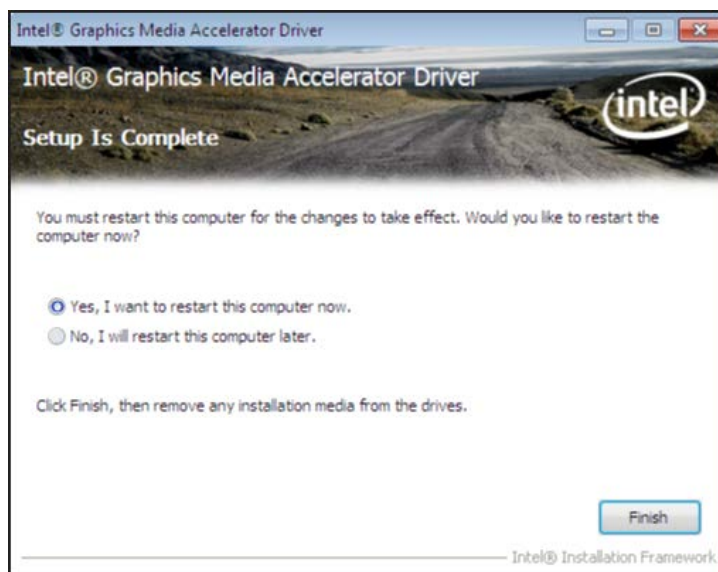 Intel® Graphics Media Accelerator Driver
Intel® Graphics Media Accelerator Driver
intel
Setup Is Complete
You must restart this computer for the changes to take effect. Would you like to restart the
computer now?
Yes, I want to restart this computer now.
No, I will restart this computer later.
Click Finish, then remove any installation media from the drives.
Finish
Intel® Installation Framework